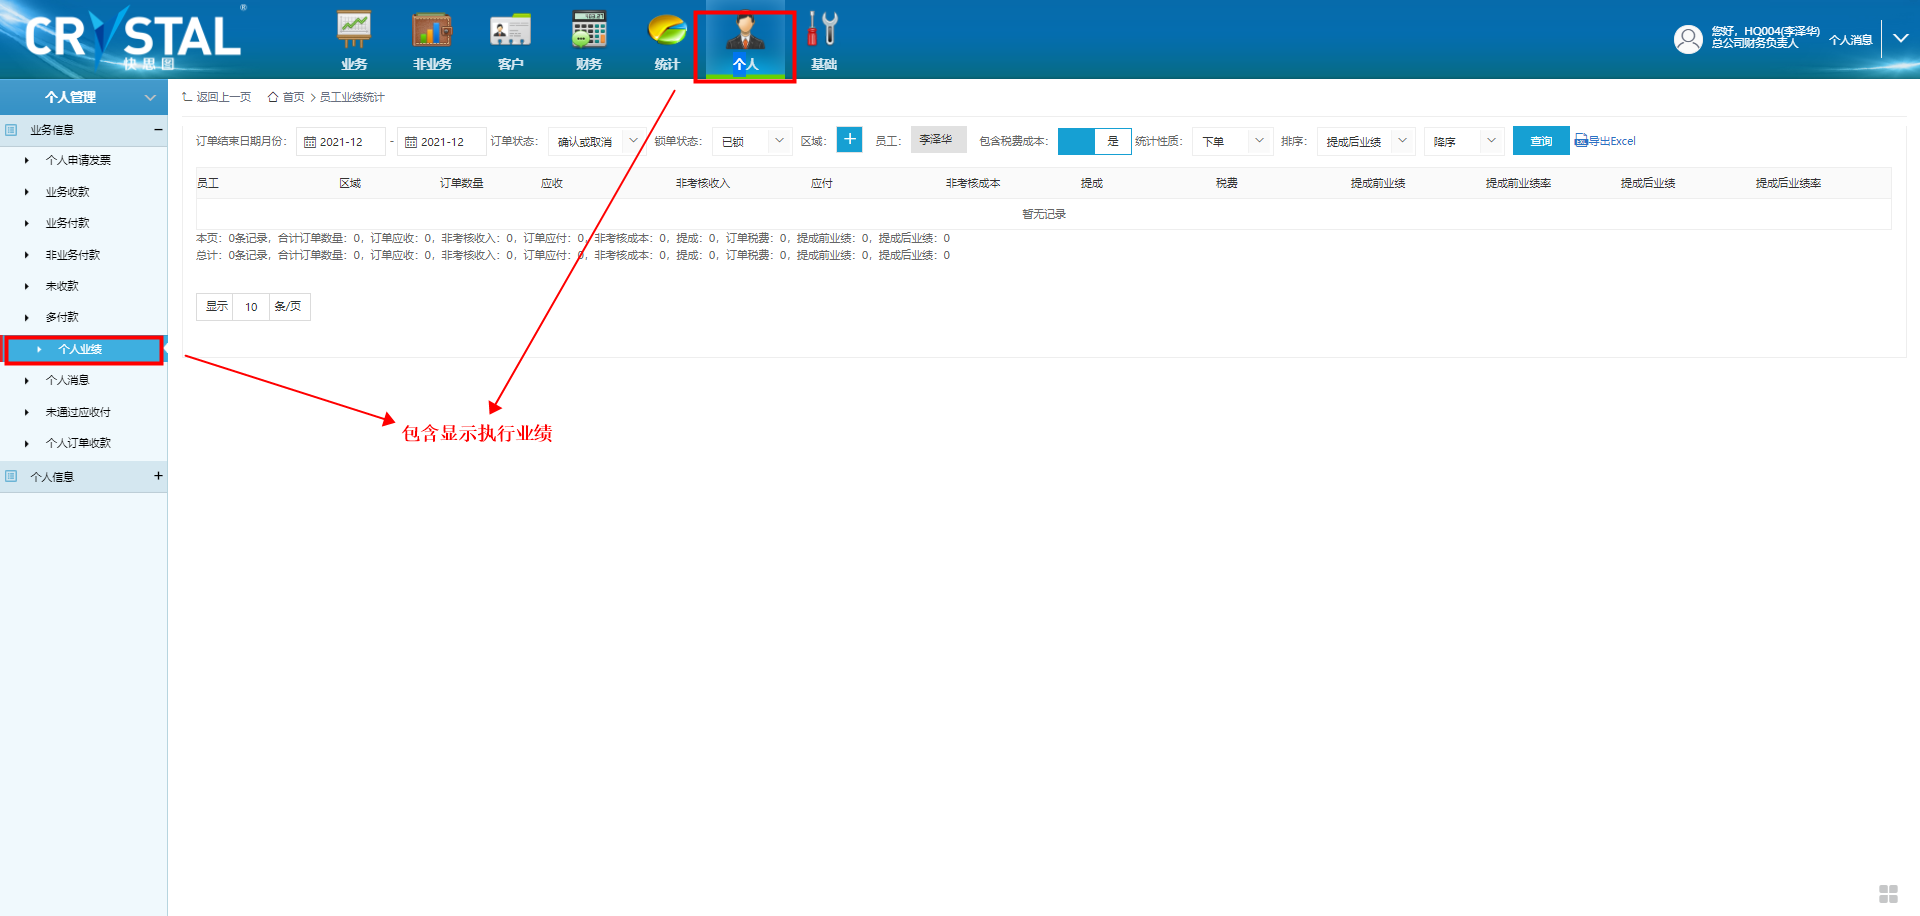 CRYSTAL ®
快思图
业务 非业务 客户 财务 统计 个人 基础
您好，HQ004(李泽华)
总公司财务负责人
个人消息
个人管理
业务信息
个人申请发票
业务收款
业务付款
非业务付款
未收款
多付款
个人业绩
个人消息
未通过应收付
个人订单收款
个人信息
返回上一页 首页 > 员工业绩统计
订单结束日期月份： 2021-12 - 2021-12 订单状态： 确认或取消 锁单状态： 已锁 区域： + 员工： 李泽华 包含税费成本： 是 统计性质： 下单 排序： 提成后业绩 降序 查询 导出Excel
员工 区域 订单数量 应收 非考核收入 应付 非考核成本 提成 税费 提成前业绩 提成前业绩率 提成后业绩 提成后业绩率
暂无记录
本页：0条记录，合计订单数量：0，订单应收：0，非考核收入：0，订单应付：0，非考核成本：0，提成：0，订单税费：0，提成前业绩：0，提成后业绩：0
总计：0条记录，合计订单数量：0，订单应收：0，非考核收入：0，订单应付：0，非考核成本：0，提成：0，订单税费：0，提成前业绩：0，提成后业绩：0
显示 10 条/页
包含显示执行业绩